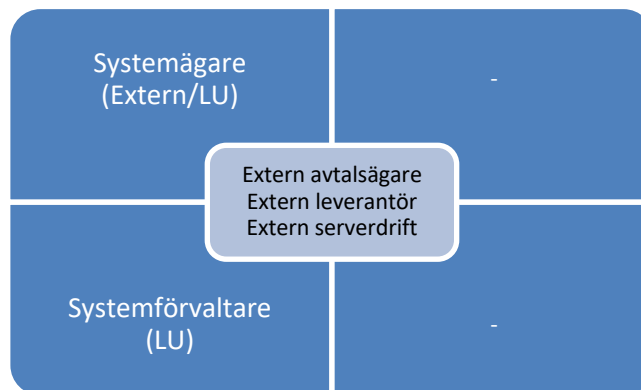 Systemägare
(Extern/LU)
-
Extern avtalsägare
Extern leverantör
Extern serverdrift
Systemförvaltare
(LU)
-